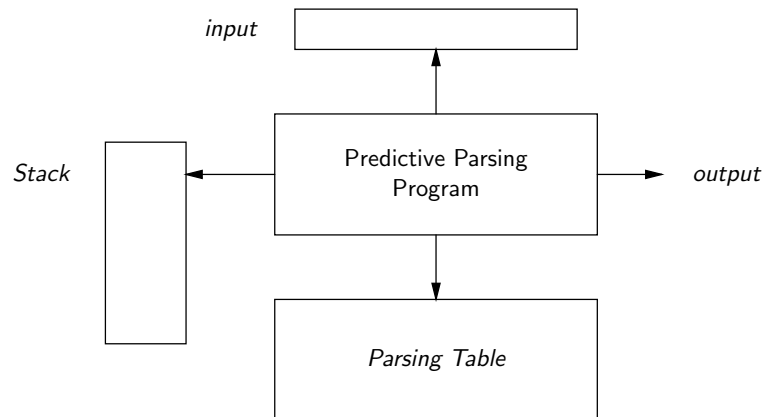 input
Predictive Parsing
Program
Stack
output
Parsing Table